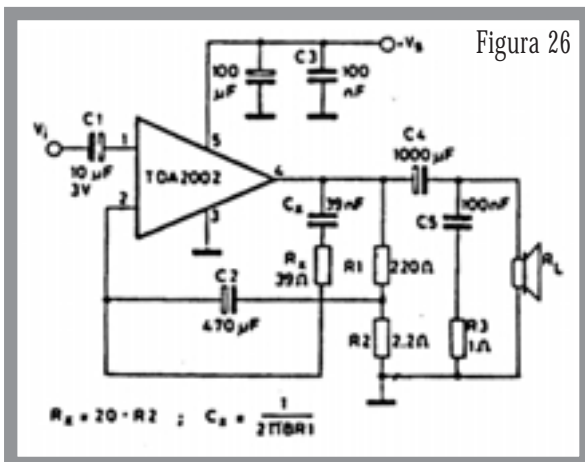 Figura 26
-Vs
C3
100
µF
100
nF
C4
1000 µF
C1
Vi
1
10 µF
3V
5
TDA2002
4
2
3
Cx
39nF
100nF
C5
Rx
39Ω
R1
220Ω
RL
C2
470 µF
R2
2.2Ω
R3
1Ω
Rx = 20 · R2 ; Cx = 1 / 2πBR1